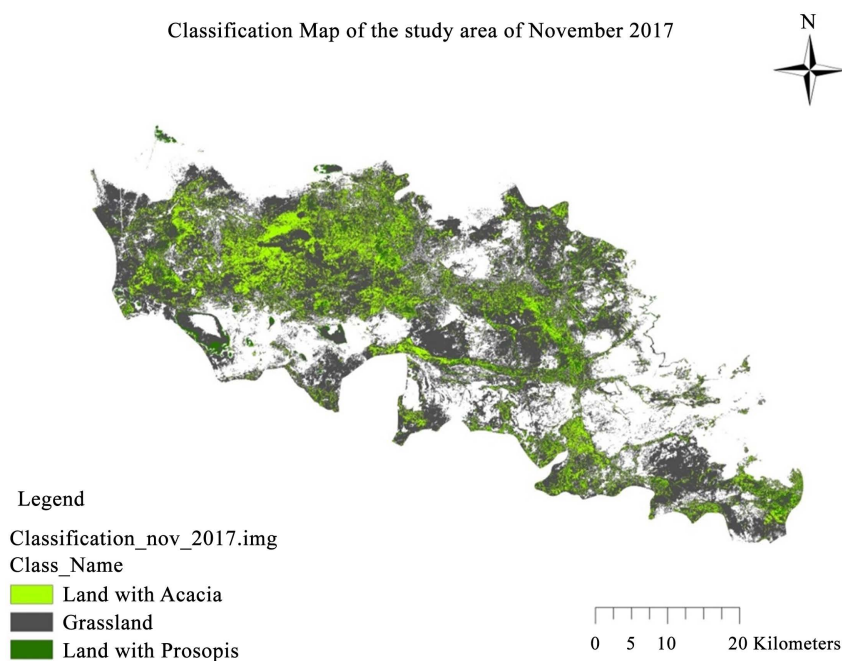 Classification Map of the study area of November 2017
N
Legend
Classification_nov_2017.img
Class_Name
Land with Acacia
Grassland
Land with Prosopis
0 5 10 20 Kilometers